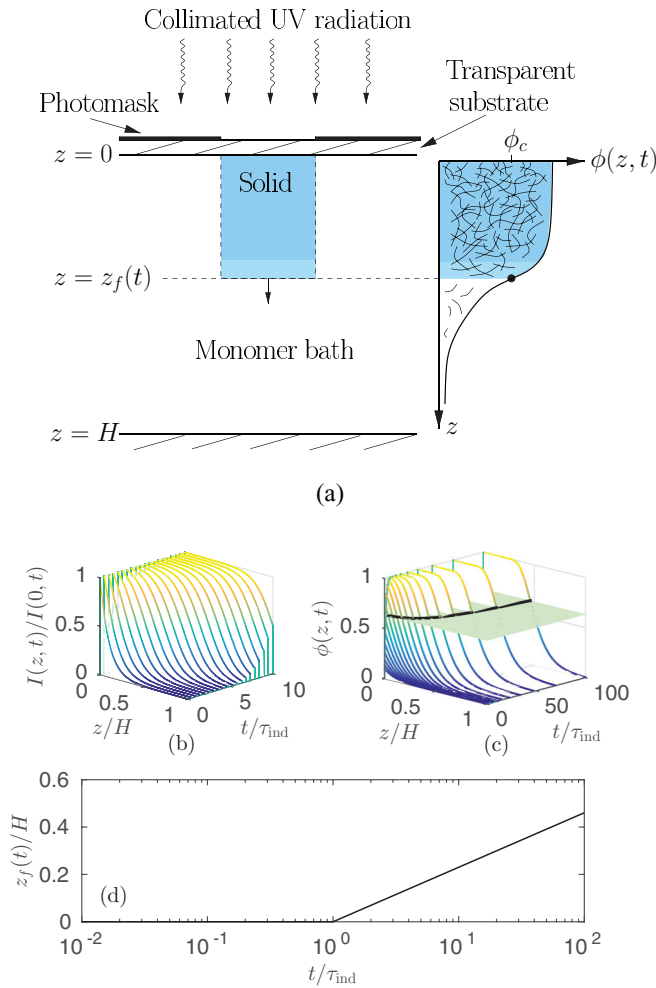 Collimated UV radiation
Transparent
substrate
Photomask
z = 0
ϕ_c
ϕ(z, t)
Solid
z = z_f(t)
Monomer bath
z = H
z
(a)
I(z, t)/I(0, t)
1
0.5
0
0
0.5
1
z/H
0
5
10
t/τ_ind
(b)
ϕ(z, t)
1
0.5
0
0
0.5
1
z/H
0
50
100
t/τ_ind
(c)
z_f(t)/H
0.6
0.4
0.2
0
(d)
10^-2
10^-1
10^0
10^1
10^2
t/τ_ind